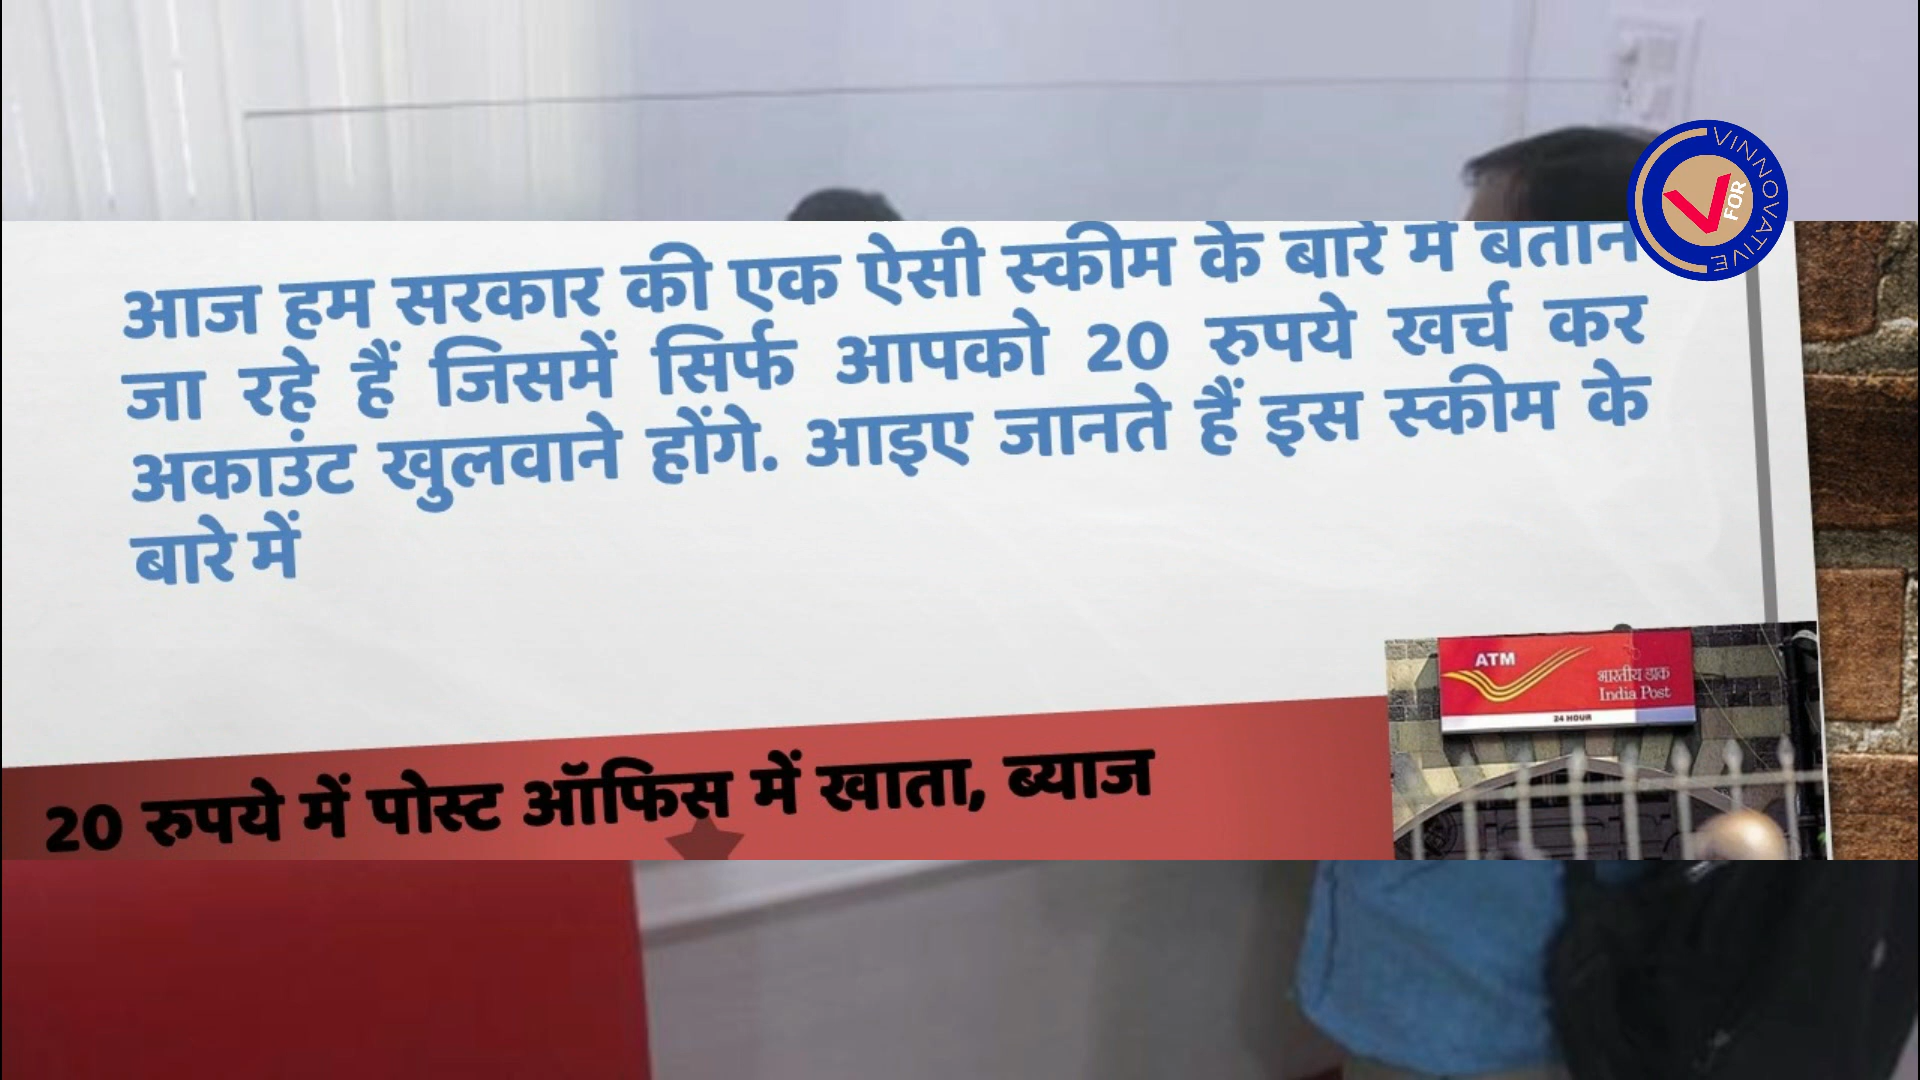 आज हम सरकार की एक ऐसी स्कीम के बारे में बताने
जा रहे हैं जिसमें सिर्फ आपको 20 रुपये खर्च कर
अकाउंट खुलवाने होंगे. आइए जानते हैं इस स्कीम के
बारे में
20 रुपये में पोस्ट ऑफिस में खाता, ब्याज
V FOR VINNOVATIVE
ATM
भारतीय डाक
India Post
24 HOUR